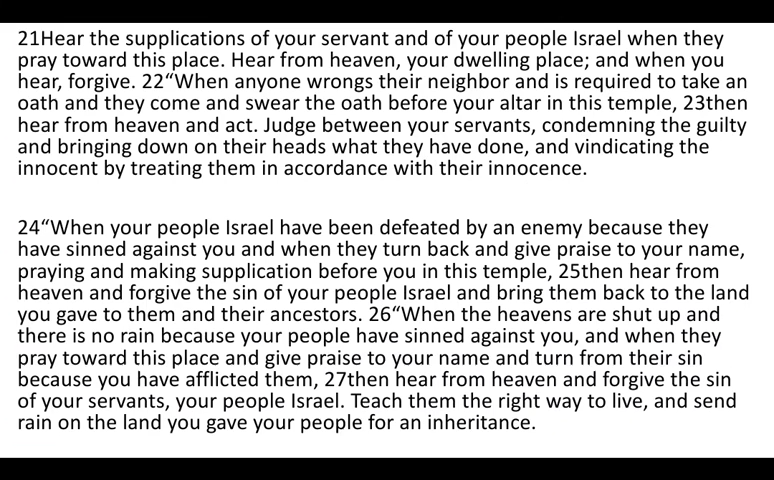 21Hear the supplications of your servant and of your people Israel when they
pray toward this place. Hear from heaven, your dwelling place; and when you
hear, forgive. 22“When anyone wrongs their neighbor and is required to take an
oath and they come and swear the oath before your altar in this temple, 23then
hear from heaven and act. Judge between your servants, condemning the guilty
and bringing down on their heads what they have done, and vindicating the
innocent by treating them in accordance with their innocence.
24“When your people Israel have been defeated by an enemy because they
have sinned against you and when they turn back and give praise to your name,
praying and making supplication before you in this temple, 25then hear from
heaven and forgive the sin of your people Israel and bring them back to the land
you gave to them and their ancestors. 26“When the heavens are shut up and
there is no rain because your people have sinned against you, and when they
pray toward this place and give praise to your name and turn from their sin
because you have afflicted them, 27then hear from heaven and forgive the sin
of your servants, your people Israel. Teach them the right way to live, and send
rain on the land you gave your people for an inheritance.